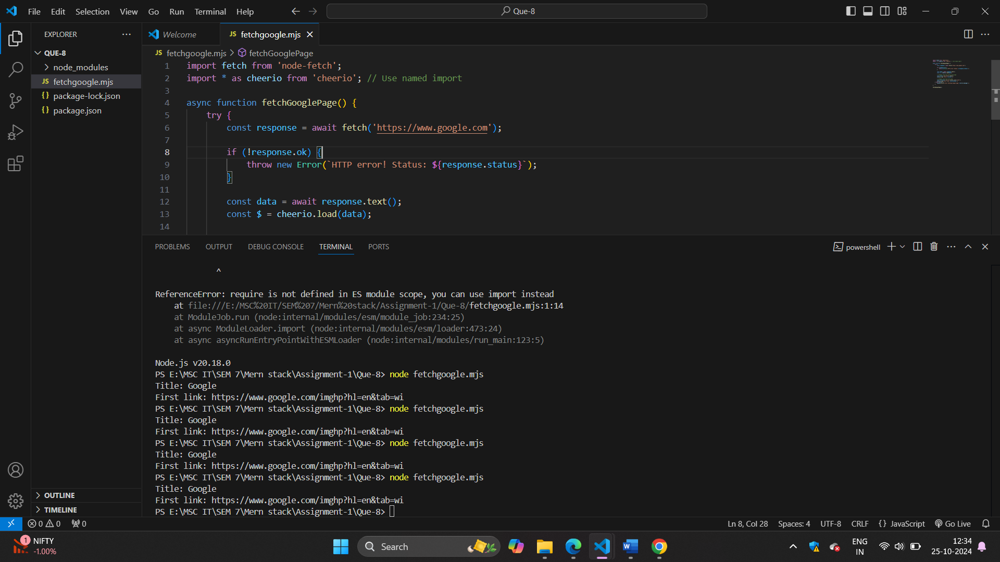 File Edit Selection View Go Run Terminal Help
Que-8
EXPLORER
QUE-8
node_modules
JS fetchgoogle.mjs
{} package-lock.json
{} package.json
OUTLINE
TIMELINE
Welcome
JS fetchgoogle.mjs
JS fetchgoogle.mjs > fetchGooglePage
1 import fetch from 'node-fetch';
2 import * as cheerio from 'cheerio'; // Use named import
3
4 async function fetchGooglePage() {
5 try {
6 const response = await fetch('https://www.google.com');
7
8 if (!response.ok) {
9 throw new Error(`HTTP error! Status: ${response.status}`);
10 }
11
12 const data = await response.text();
13 const $ = cheerio.load(data);
14
PROBLEMS OUTPUT DEBUG CONSOLE TERMINAL PORTS
powershell
^
ReferenceError: require is not defined in ES module scope, you can use import instead
at file:///E:/MSC%20IT/SEM%207/Mern%20stack/Assignment-1/Que-8/fetchgoogle.mjs:1:14
at ModuleJob.run (node:internal/modules/esm/module_job:234:25)
at async ModuleLoader.import (node:internal/modules/esm/loader:473:24)
at async asyncRunEntryPointWithESMLoader (node:internal/modules/run_main:123:5)
Node.js v20.18.0
PS E:\MSC IT\SEM 7\Mern stack\Assignment-1\Que-8> node fetchgoogle.mjs
Title: Google
First link: https://www.google.com/imghp?hl=en&tab=wi
PS E:\MSC IT\SEM 7\Mern stack\Assignment-1\Que-8> node fetchgoogle.mjs
Title: Google
First link: https://www.google.com/imghp?hl=en&tab=wi
PS E:\MSC IT\SEM 7\Mern stack\Assignment-1\Que-8> node fetchgoogle.mjs
Title: Google
First link: https://www.google.com/imghp?hl=en&tab=wi
PS E:\MSC IT\SEM 7\Mern stack\Assignment-1\Que-8> node fetchgoogle.mjs
Title: Google
First link: https://www.google.com/imghp?hl=en&tab=wi
PS E:\MSC IT\SEM 7\Mern stack\Assignment-1\Que-8>
0 0 0
Ln 8, Col 28 Spaces: 4 UTF-8 CRLF {} JavaScript Go Live
1 NIFTY
-1.00%
Search
W
ENG
IN
12:34
25-10-2024